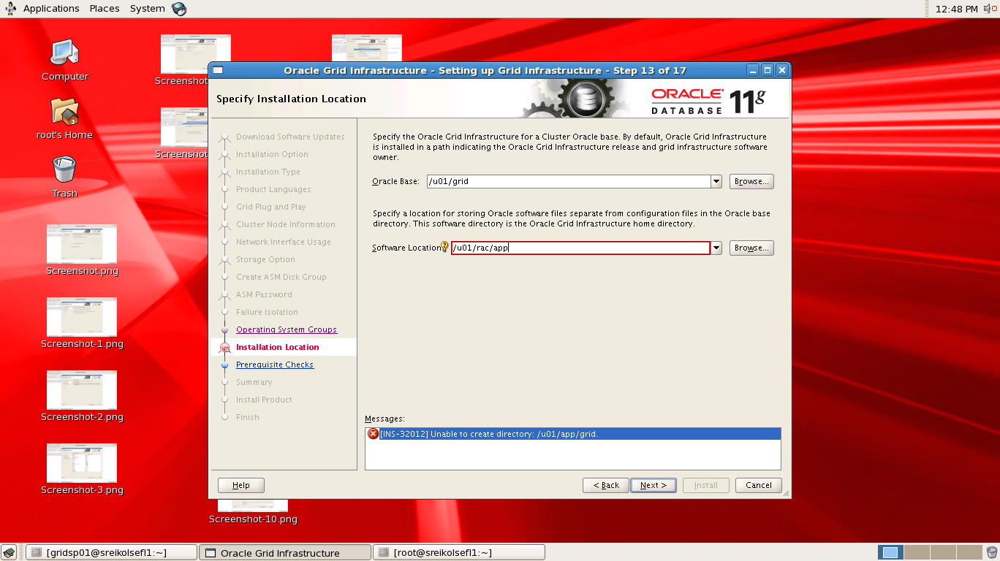 Applications Places System
12:48 PM
Computer
root's Home
Trash
Screenshot.png
Screenshot-1.png
Screenshot-2.png
Screenshot-3.png
Screenshot
Screenshot
Screenshot-10.png
Oracle Grid Infrastructure - Setting up Grid Infrastructure - Step 13 of 17
Specify Installation Location
ORACLE
DATABASE
11g
Download Software Updates
Installation Option
Installation Type
Product Languages
Grid Plug and Play
Cluster Node Information
Network Interface Usage
Storage Option
Create ASM Disk Group
ASM Password
Failure Isolation
Operating System Groups
Installation Location
Prerequisite Checks
Summary
Install Product
Finish
Specify the Oracle Grid Infrastructure for a Cluster Oracle base. By default, Oracle Grid Infrastructure
is installed in a path indicating the Oracle Grid Infrastructure release and grid infrastructure software
owner.
Oracle Base: /u01/grid Browse...
Specify a location for storing Oracle software files separate from configuration files in the Oracle base
directory. This software directory is the Oracle Grid Infrastructure home directory.
Software Location: /u01/rac/app Browse...
Messages:
[INS-32012] Unable to create directory: /u01/app/grid.
Help < Back Next > Install Cancel
[gridsp01@sreikolsefl1:~] Oracle Grid Infrastructure [root@sreikolsefl1:~]